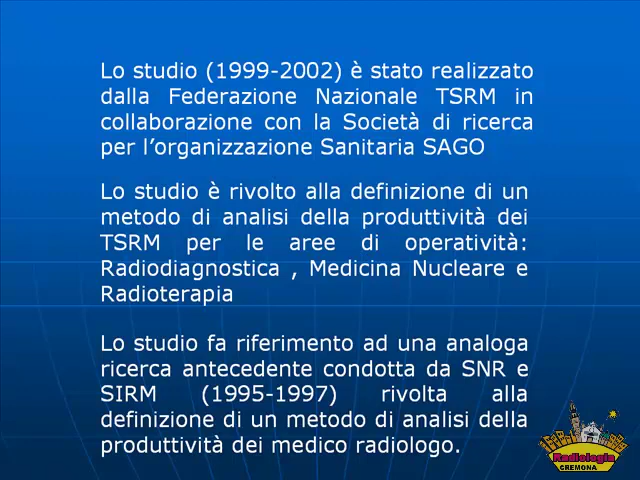 Lo studio (1999-2002) è stato realizzato
dalla Federazione Nazionale TSRM in
collaborazione con la Società di ricerca
per l’organizzazione Sanitaria SAGO
Lo studio è rivolto alla definizione di un
metodo di analisi della produttività dei
TSRM per le aree di operatività:
Radiodiagnostica , Medicina Nucleare e
Radioterapia
Lo studio fa riferimento ad una analoga
ricerca antecedente condotta da SNR e
SIRM (1995-1997) rivolta alla
definizione di un metodo di analisi della
produttività dei medico radiologo.
Radiologia
CREMONA